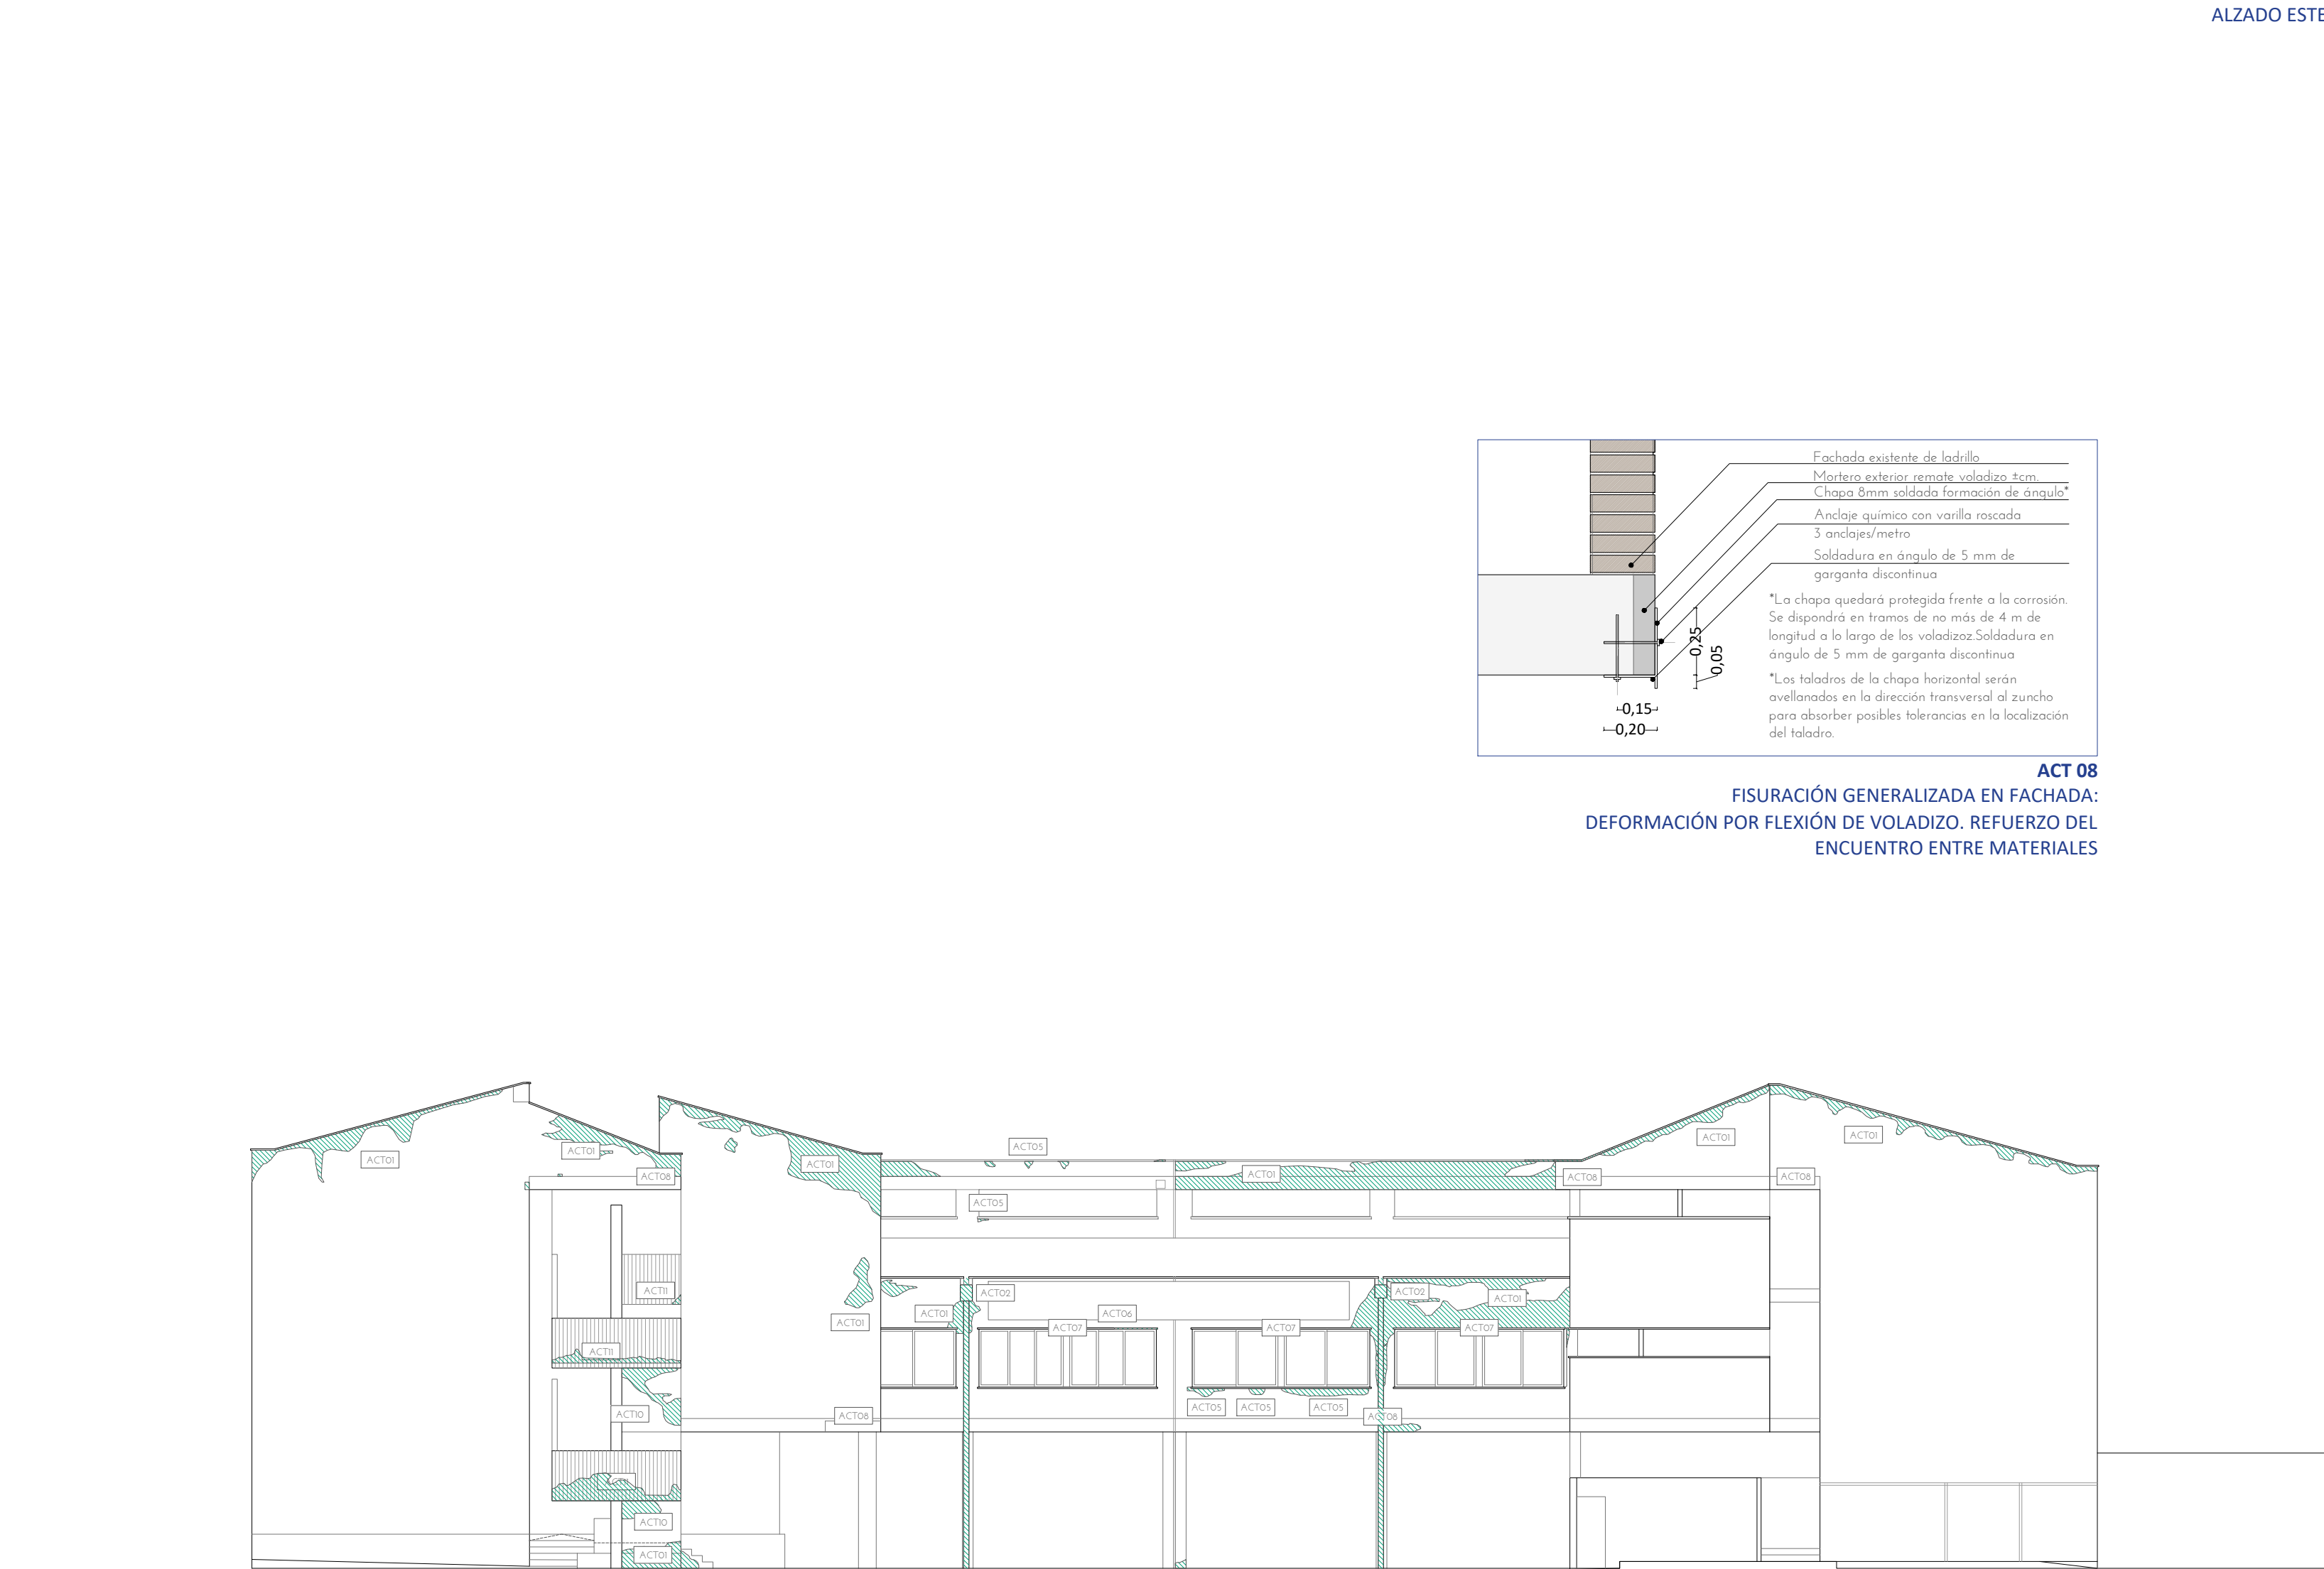 ALZADO ESTE
Fachada existente de ladrillo
Mortero exterior remate voladizo ±cm.
Chapa 8mm soldada formación de ángulo*
Anclaje químico con varilla roscada
3 anclajes/metro
Soldadura en ángulo de 5 mm de
garganta discontinua
*La chapa quedará protegida frente a la corrosión.
Se dispondrá en tramos de no más de 4 m de
longitud a lo largo de los voladizoz.Soldadura en
ángulo de 5 mm de garganta discontinua
*Los taladros de la chapa horizontal serán
avellanados en la dirección transversal al zuncho
para absorber posibles tolerancias en la localización
del taladro.
0,25
0,05
0,15
0,20
ACT 08
FISURACIÓN GENERALIZADA EN FACHADA:
DEFORMACIÓN POR FLEXIÓN DE VOLADIZO. REFUERZO DEL
ENCUENTRO ENTRE MATERIALES
ACT01
ACT01
ACT08
ACT01
ACT05
ACT01
ACT05
ACT08
ACT01
ACT08
ACT01
ACT11
ACT11
ACT10
ACT10
ACT01
ACT01
ACT08
ACT01
ACT02
ACT06
ACT07
ACT07
ACT02
ACT01
ACT07
ACT05
ACT05
ACT05
ACT08